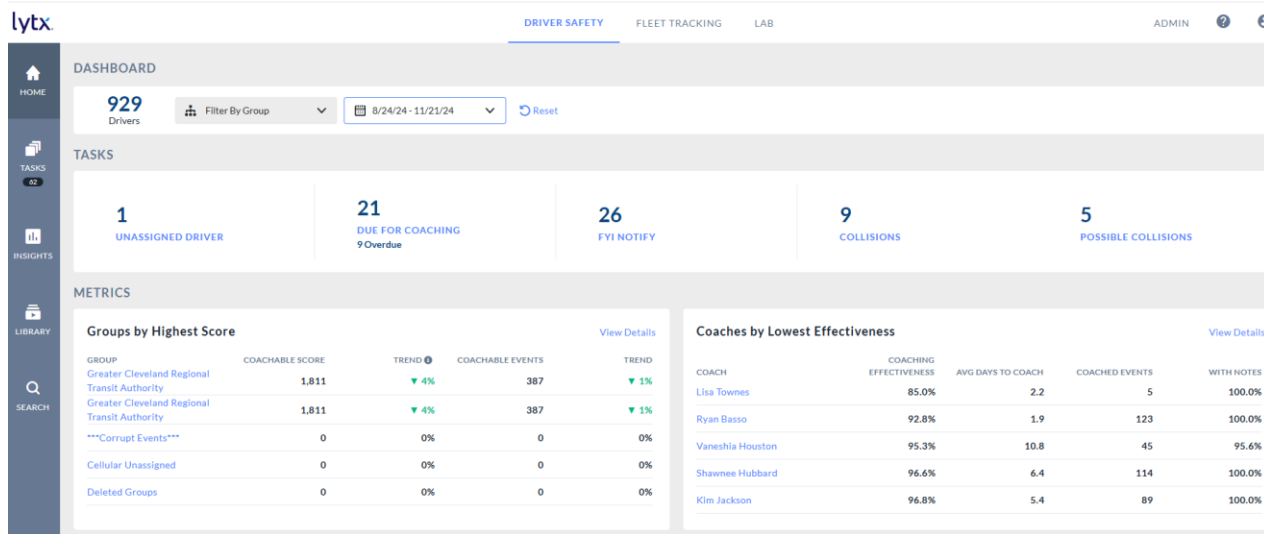 lytx
DRIVER SAFETY FLEET TRACKING LAB ADMIN ?
HOME
TASKS
62
INSIGHTS
LIBRARY
SEARCH
DASHBOARD
929 Drivers
Filter By Group
8/24/24 - 11/21/24
Reset
TASKS
1 UNASSIGNED DRIVER
21 DUE FOR COACHING
9 Overdue
26 FYI NOTIFY
9 COLLISIONS
5 POSSIBLE COLLISIONS
METRICS
Groups by Highest Score View Details
GROUP COACHABLE SCORE TREND COACHABLE EVENTS TREND
Greater Cleveland Regional Transit Authority 1,811 ▼ 4% 387 ▼ 1%
Greater Cleveland Regional Transit Authority 1,811 ▼ 4% 387 ▼ 1%
***Corrupt Events*** 0 0% 0 0%
Cellular Unassigned 0 0% 0 0%
Deleted Groups 0 0% 0 0%
Coaches by Lowest Effectiveness View Details
COACH COACHING EFFECTIVENESS AVG DAYS TO COACH COACHED EVENTS WITH NOTES
Lisa Townes 85.0% 2.2 5 100.0%
Ryan Basso 92.8% 1.9 123 100.0%
Vaneshia Houston 95.3% 10.8 45 95.6%
Shawnee Hubbard 96.6% 6.4 114 100.0%
Kim Jackson 96.8% 5.4 89 100.0%